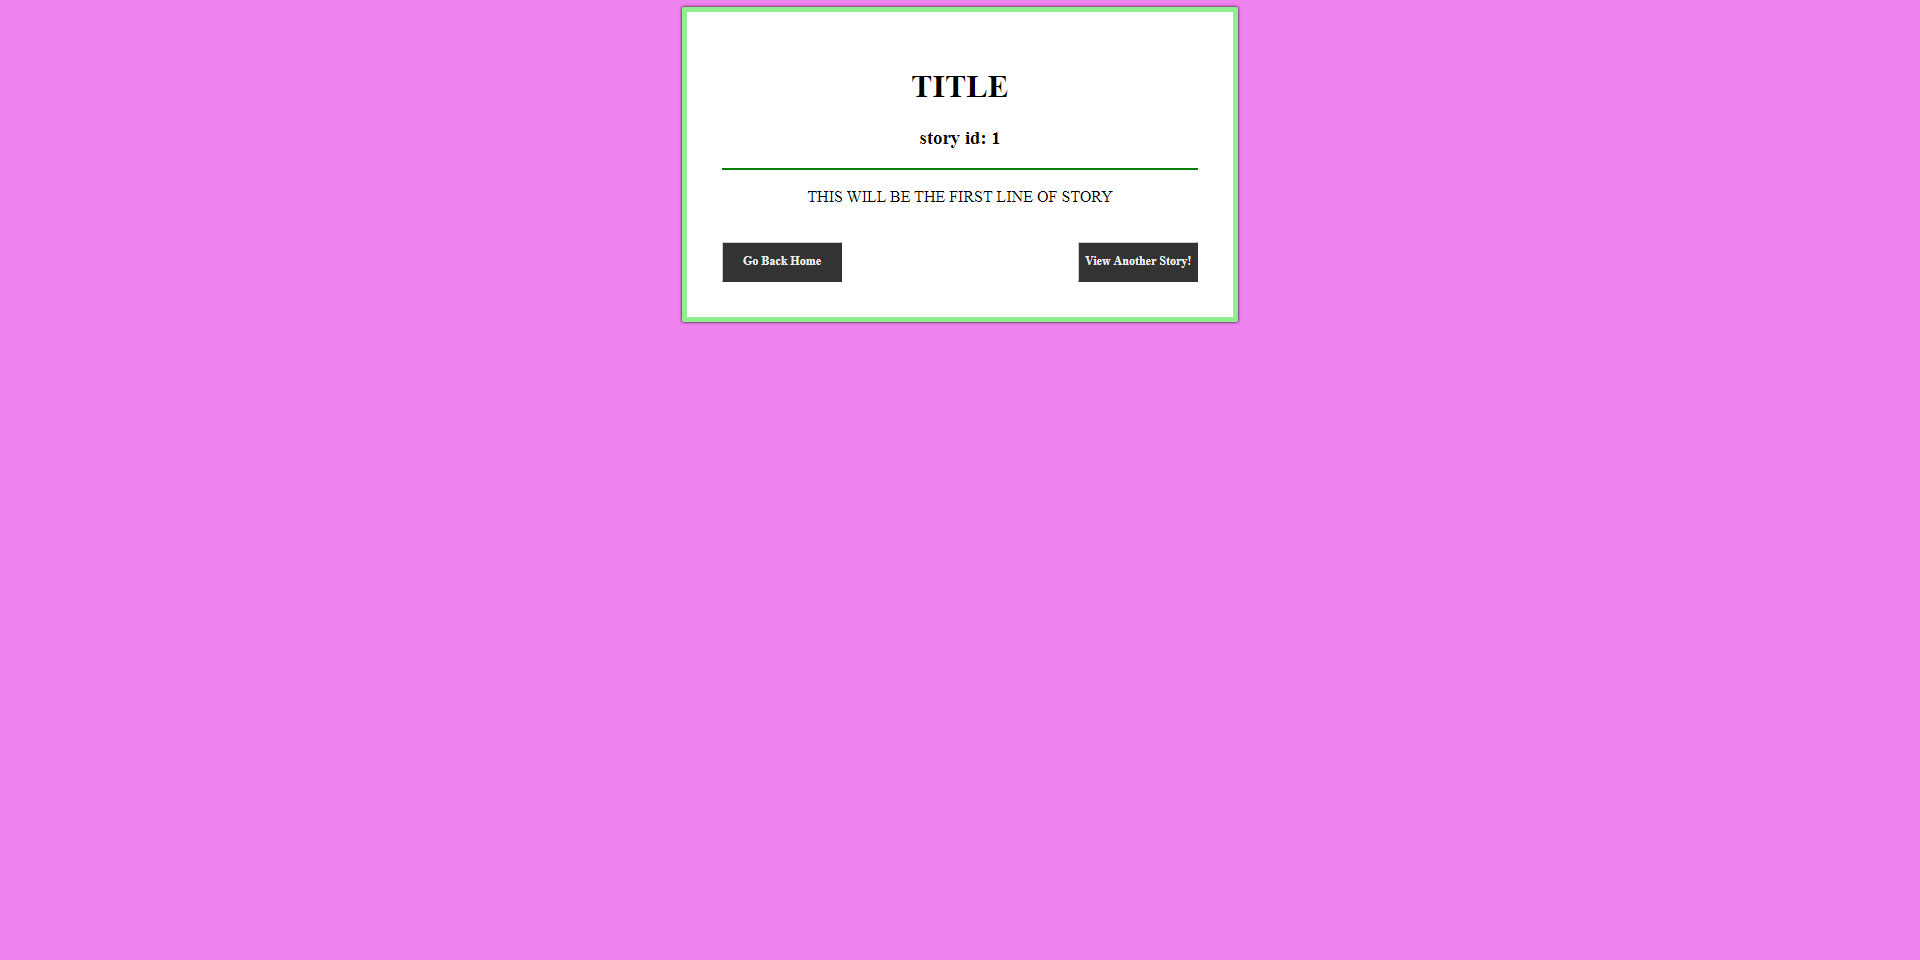 TITLE
story id: 1
THIS WILL BE THE FIRST LINE OF STORY
Go Back Home
View Another Story!